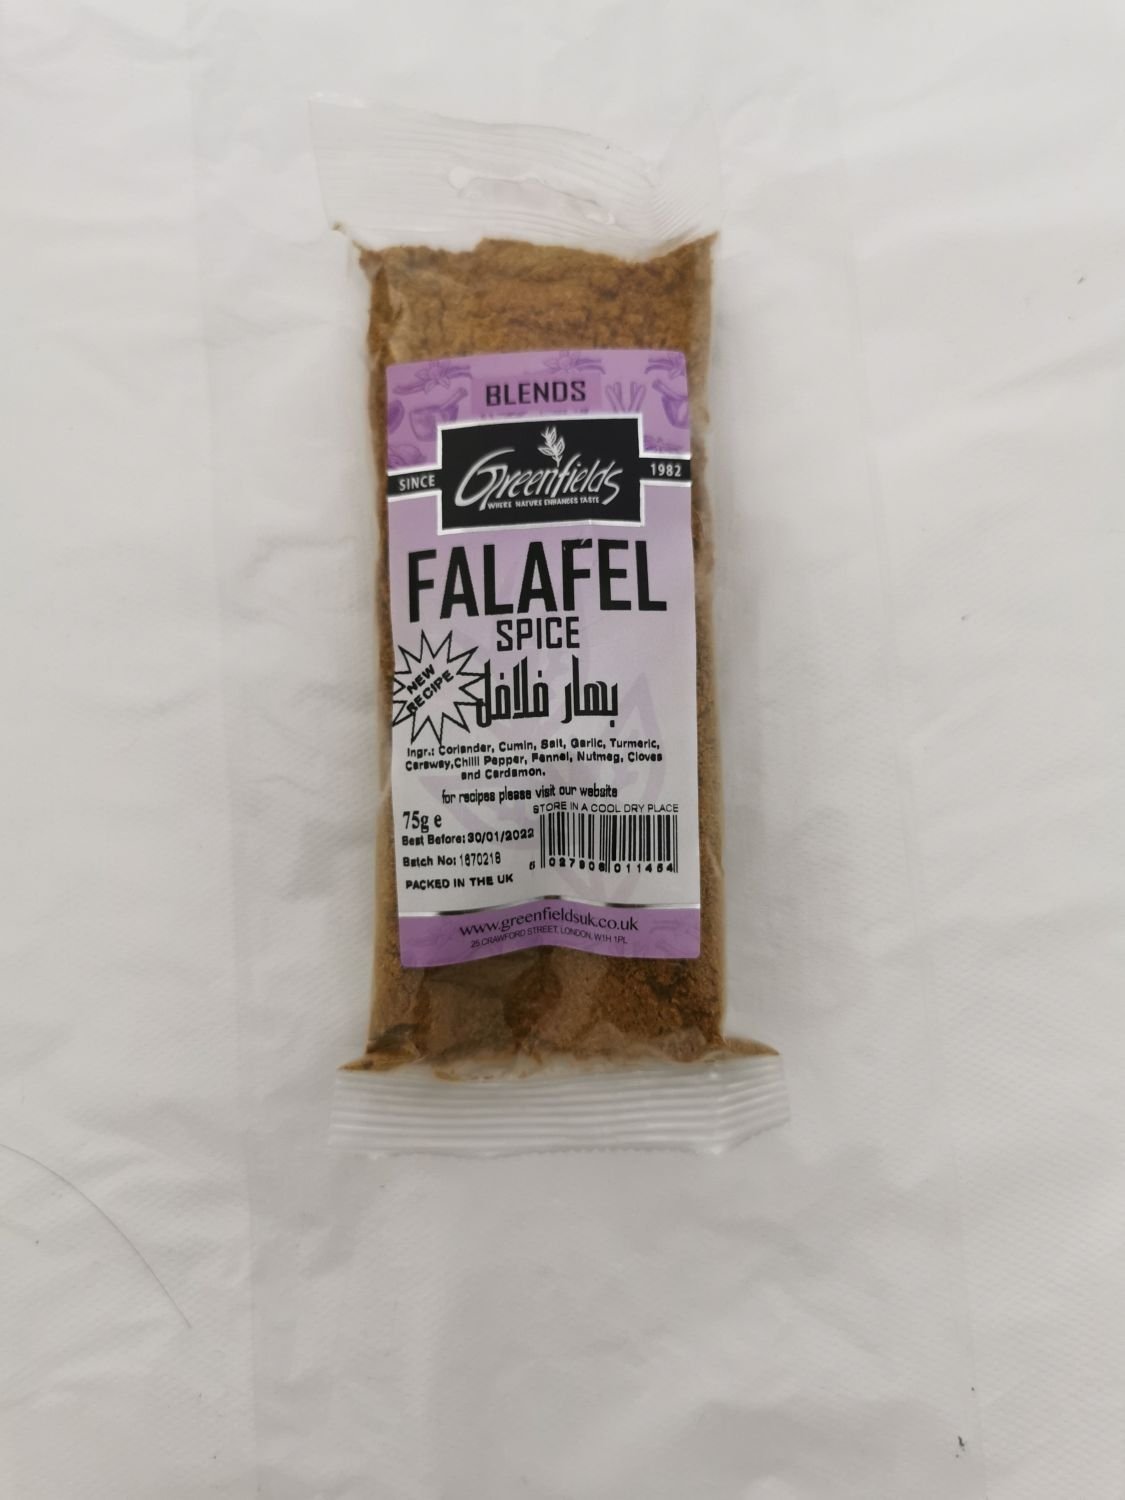 BLENDS
SINCE
Greenfields
1982
WHERE NATURE ENHANCES TASTE
FALAFEL
SPICE
NEW
RECIPE
بهار فلافل
Ingr.: Coriander, Cumin, Salt, Garlic, Turmeric,
Caraway,Chilli Pepper, Fennel, Nutmeg, Cloves
and Cardamon.
for recipes please visit our website
STORE IN A COOL DRY PLACE
75g e
Best Before: 30/01/2022
Batch No: 1870218
6 027908 011464
PACKED IN THE UK
www.greenfieldsuk.co.uk
25 CRAWFORD STREET, LONDON, W1H 1PL